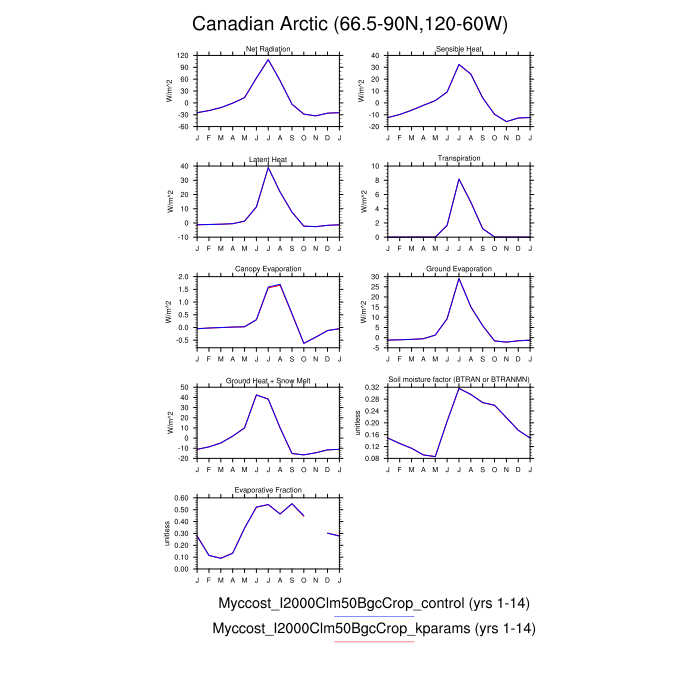 Canadian Arctic (66.5-90N,120-60W)
Net Radiation
W/m^2
120
90
60
30
0
-30
-60
J F M A M J J A S O N D J
Sensible Heat
W/m^2
40
30
20
10
0
-10
-20
J F M A M J J A S O N D J
Latent Heat
W/m^2
40
30
20
10
0
-10
J F M A M J J A S O N D J
Transpiration
W/m^2
10
8
6
4
2
0
J F M A M J J A S O N D J
Canopy Evaporation
W/m^2
2.0
1.5
1.0
0.5
0.0
-0.5
J F M A M J J A S O N D J
Ground Evaporation
W/m^2
30
25
20
15
10
5
0
-5
J F M A M J J A S O N D J
Ground Heat + Snow Melt
W/m^2
50
40
30
20
10
0
-10
-20
J F M A M J J A S O N D J
Soil moisture factor (BTRAN or BTRANMN)
unitless
0.32
0.28
0.24
0.20
0.16
0.12
0.08
J F M A M J J A S O N D J
Evaporative Fraction
unitless
0.60
0.50
0.40
0.30
0.20
0.10
0.00
J F M A M J J A S O N D J
Myccost_I2000Clm50BgcCrop_control (yrs 1-14)
Myccost_I2000Clm50BgcCrop_kparams (yrs 1-14)